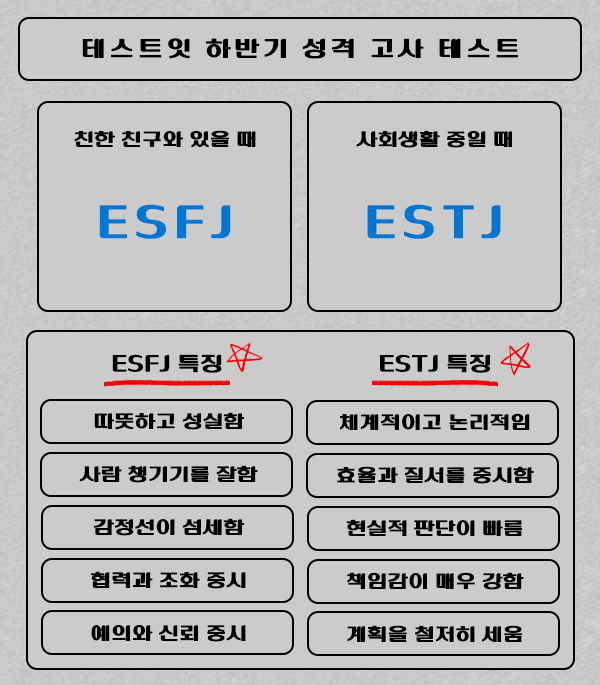 테스트잇 하반기 성격 고사 테스트
친한 친구와 있을 때
ESFJ
사회생활 중일 때
ESTJ
ESFJ 특징
따뜻하고 성실함
사람 챙기기를 잘함
감정선이 섬세함
협력과 조화 중시
예의와 신뢰 중시
ESTJ 특징
체계적이고 논리적임
효율과 질서를 중시함
현실적 판단이 빠름
책임감이 매우 강함
계획을 철저히 세움